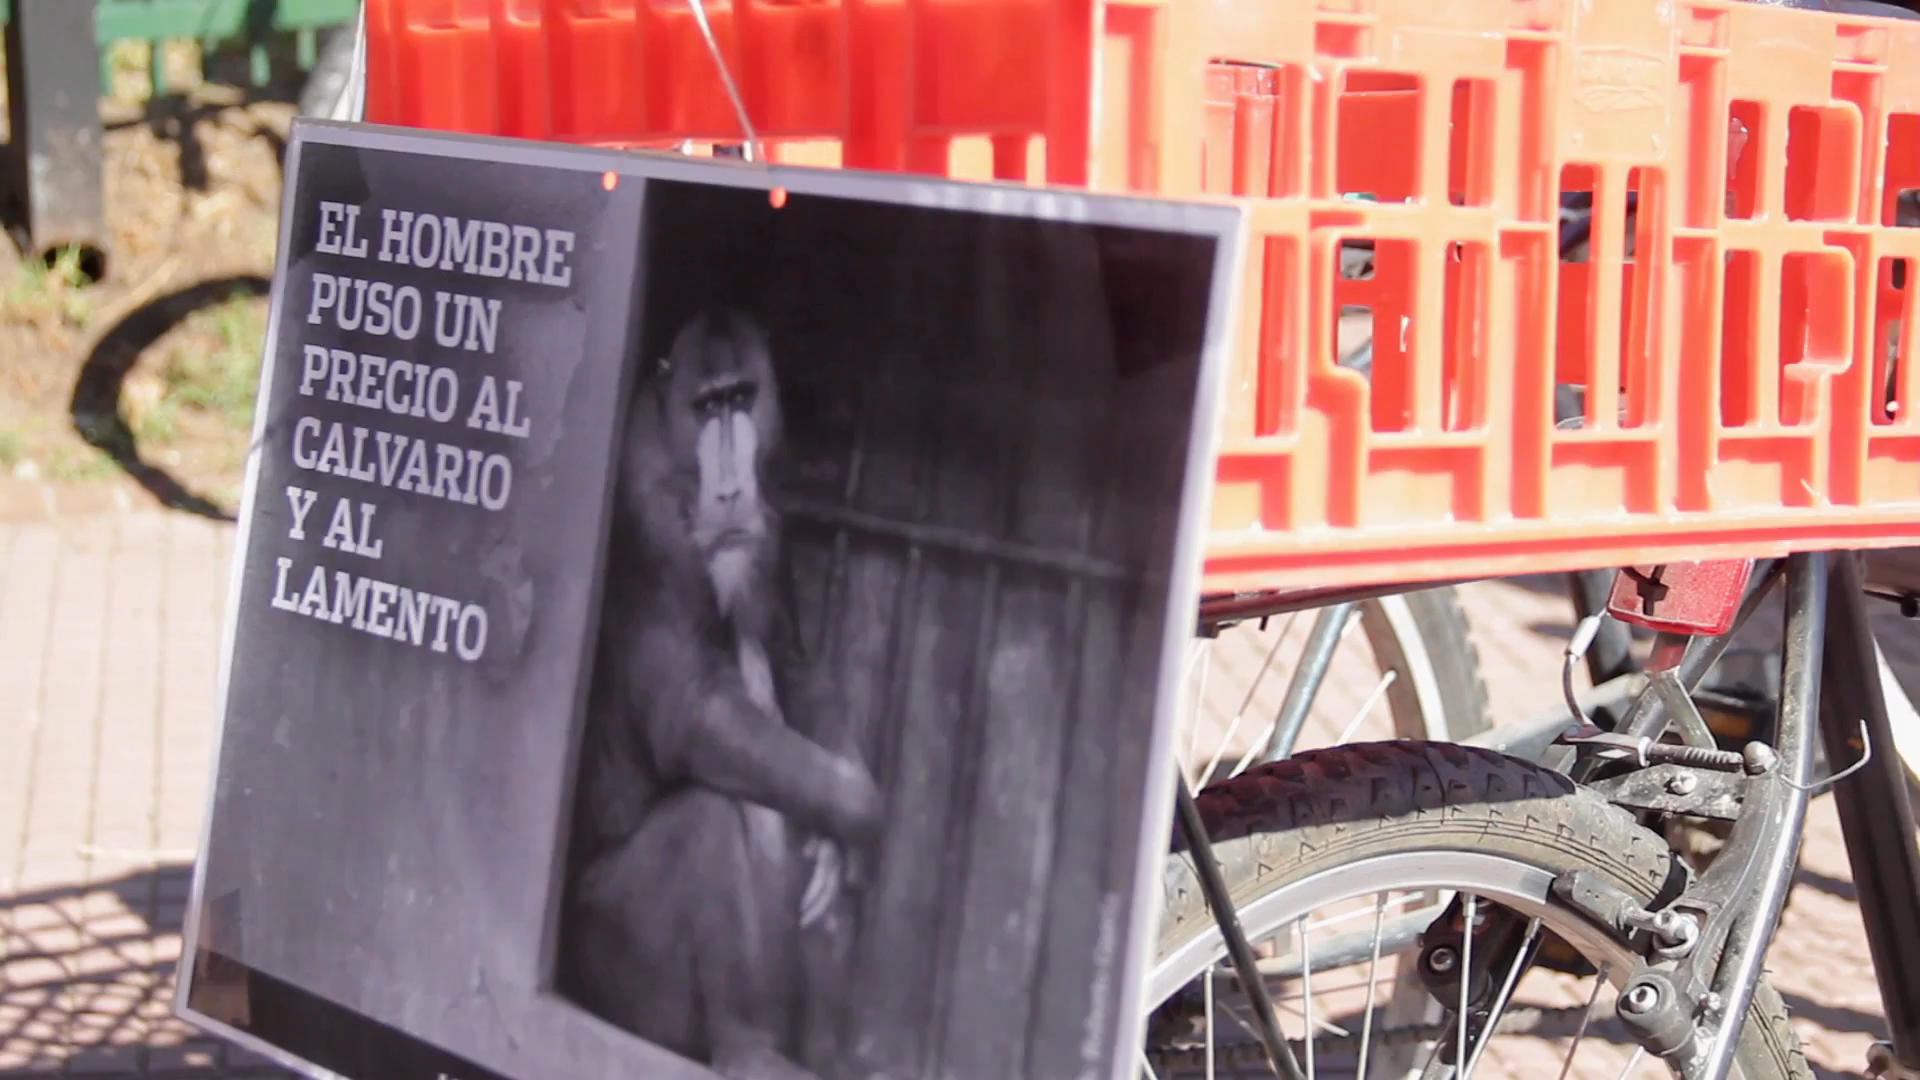 EL HOMBRE
PUSO UN
PRECIO AL
CALVARIO
Y AL
LAMENTO